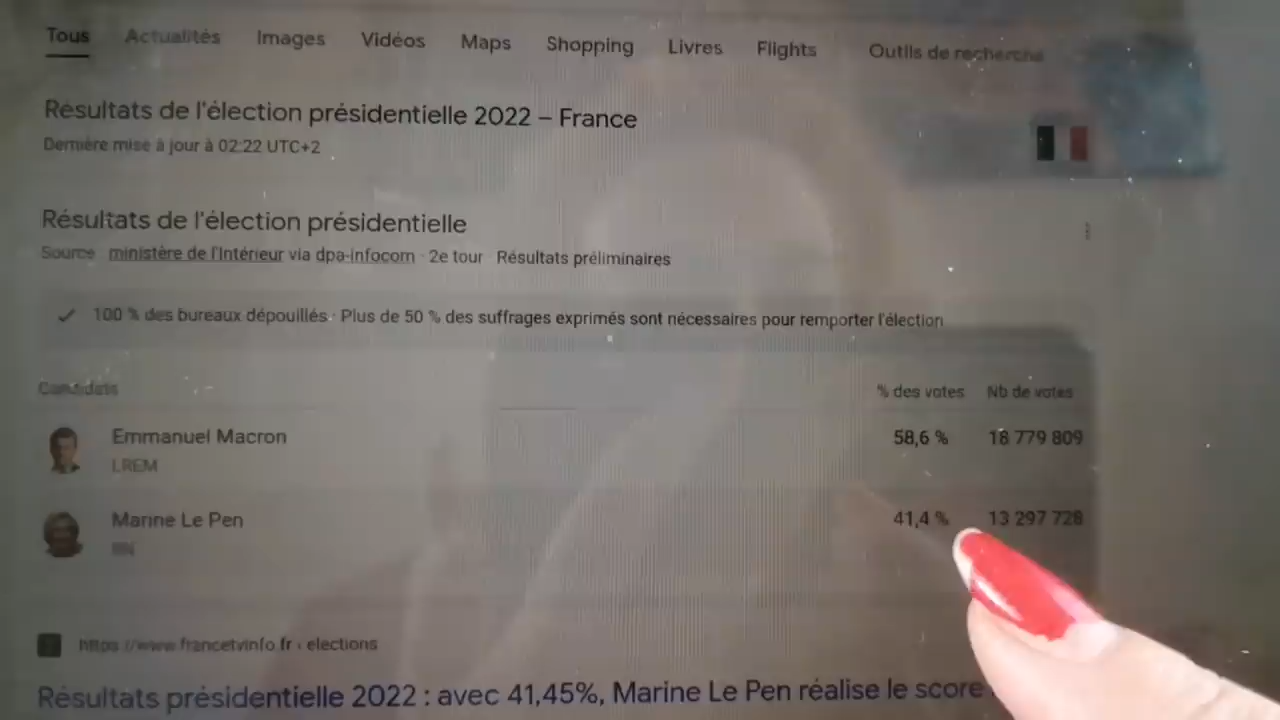 Tous Actualités Images Vidéos Maps Shopping Livres Flights Outils de recherche
Résultats de l'élection présidentielle 2022 – France
Dernière mise à jour à 02:22 UTC+2
Résultats de l'élection présidentielle
Source ministère de l'Intérieur via dpa-infocom · 2e tour · Résultats préliminaires
100 % des bureaux dépouillés · Plus de 50 % des suffrages exprimés sont nécessaires pour remporter l'élection
Candidats % des votes Nb de votes
Emmanuel Macron 58,6 % 18 779 809
LREM
Marine Le Pen 41,4 % 13 297 728
RN
https://www.francetvinfo.fr › elections
Résultats présidentielle 2022 : avec 41,45%, Marine Le Pen réalise le score